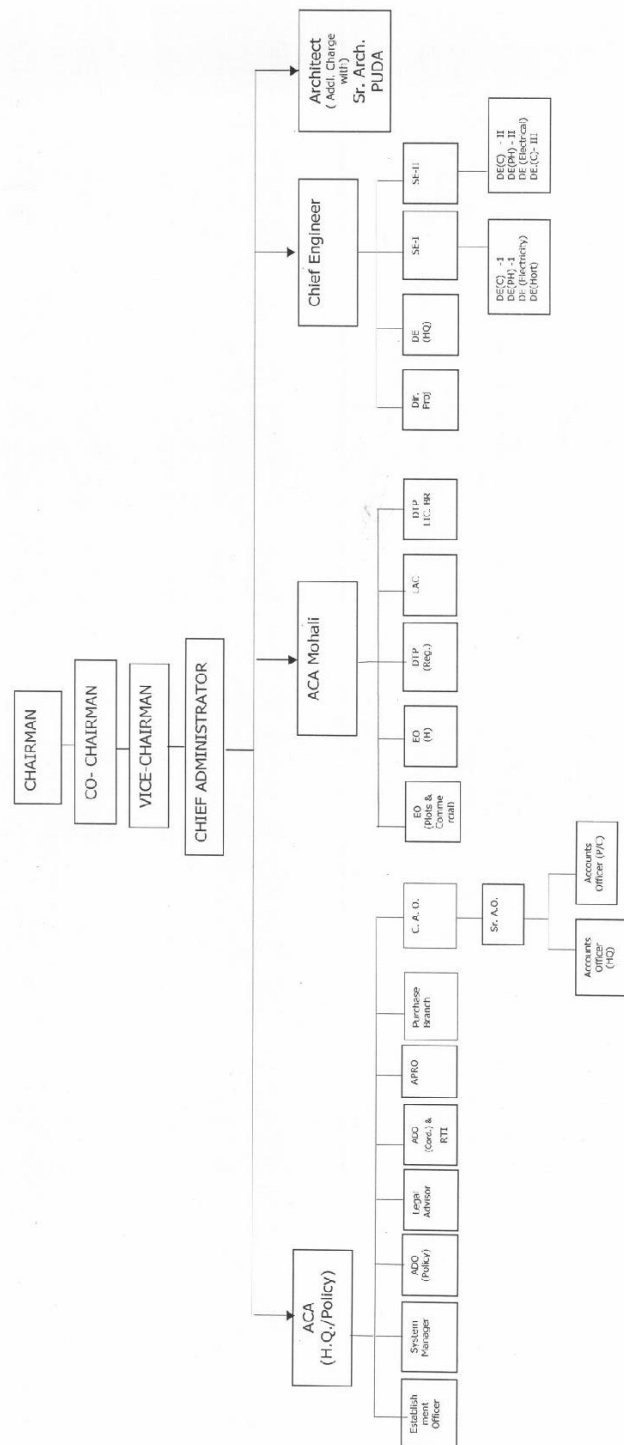 CHAIRMAN
CO- CHAIRMAN
VICE-CHAIRMAN
CHIEF ADMINISTRATOR
ACA
(H.Q./Policy)
ACA Mohali
Chief Engineer
Architect
( Addl. Charge
with)
Sr. Arch.
PUDA
Establish
ment
Officer
System
Manager
ADO
(Policy)
Legal
Advisor
ADO
(Cord.) &
RTI
APRO
Purchase
Branch
C. A. O.
Sr. A.O.
Accounts
Officer
(HQ)
Accounts
Officer (P/C)
EO
(Plots &
Comme
rcial)
EO
(H)
DTP
(Reg.)
LAC
DTP
LIC. BR
Dir.
Proj
DE
(HQ)
SE-I
DE(C) -I
DE(PH) -I
DE (Electricity)
DE(Hort)
SE-II
DE(C) - II
DE(PH) - II
DE (Electrical)
DE.(C)- III